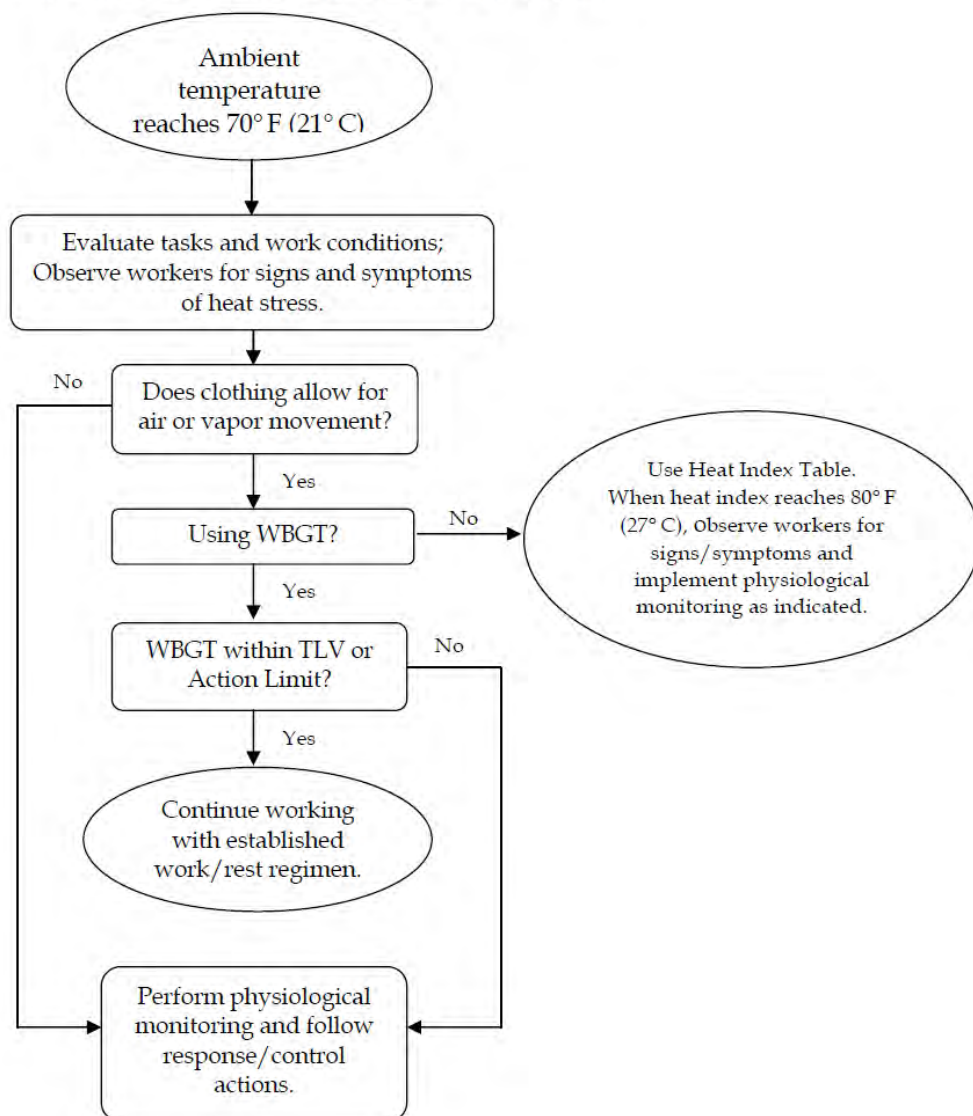 Ambient
temperature
reaches 70° F (21° C)
Evaluate tasks and work conditions;
Observe workers for signs and symptoms
of heat stress.
No
Does clothing allow for
air or vapor movement?
Yes
Using WBGT?
No
Use Heat Index Table.
When heat index reaches 80° F
(27° C), Observe workers for
signs/symptoms and
implement physiological
monitoring as indicated.
Yes
WBGT within TLV or
Action Limit?
No
Yes
Continue working
with established
work/rest regimen.
Perform physiological
monitoring and follow
response/control
actions.